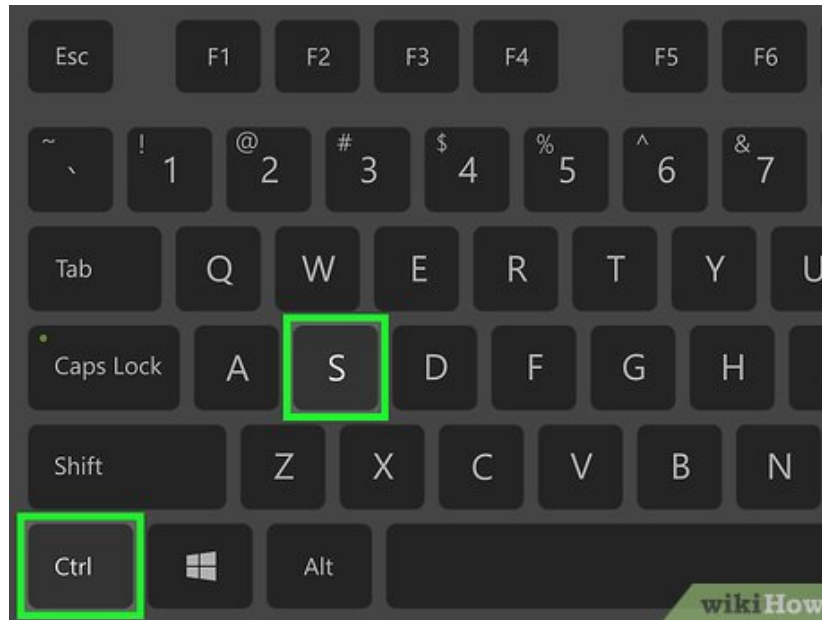 Esc F1 F2 F3 F4 F5 F6
~ ` ! 1 @ 2 # 3 $ 4 % 5 ^ 6 & 7
Tab Q W E R T Y U
Caps Lock A S D F G H
Shift Z X C V B N
Ctrl Alt
wikiHow